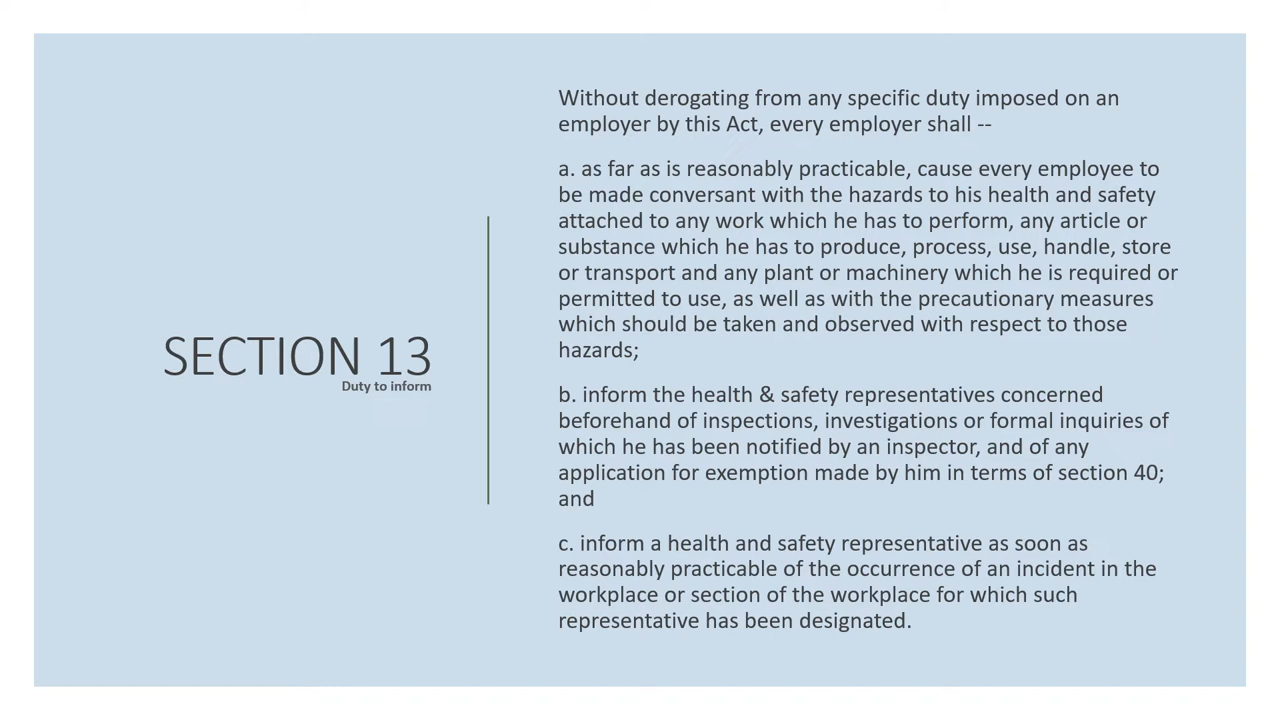 SECTION 13
Duty to inform
Without derogating from any specific duty imposed on an
employer by this Act, every employer shall --
a. as far as is reasonably practicable, cause every employee to
be made conversant with the hazards to his health and safety
attached to any work which he has to perform, any article or
substance which he has to produce, process, use, handle, store
or transport and any plant or machinery which he is required or
permitted to use, as well as with the precautionary measures
which should be taken and observed with respect to those
hazards;
b. inform the health & safety representatives concerned
beforehand of inspections, investigations or formal inquiries of
which he has been notified by an inspector, and of any
application for exemption made by him in terms of section 40;
and
c. inform a health and safety representative as soon as
reasonably practicable of the occurrence of an incident in the
workplace or section of the workplace for which such
representative has been designated.